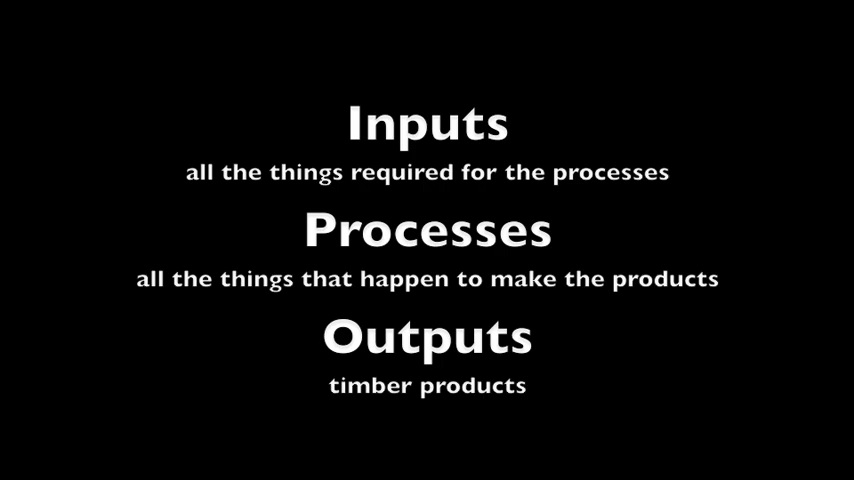 Inputs
all the things required for the processes
Processes
all the things that happen to make the products
Outputs
timber products